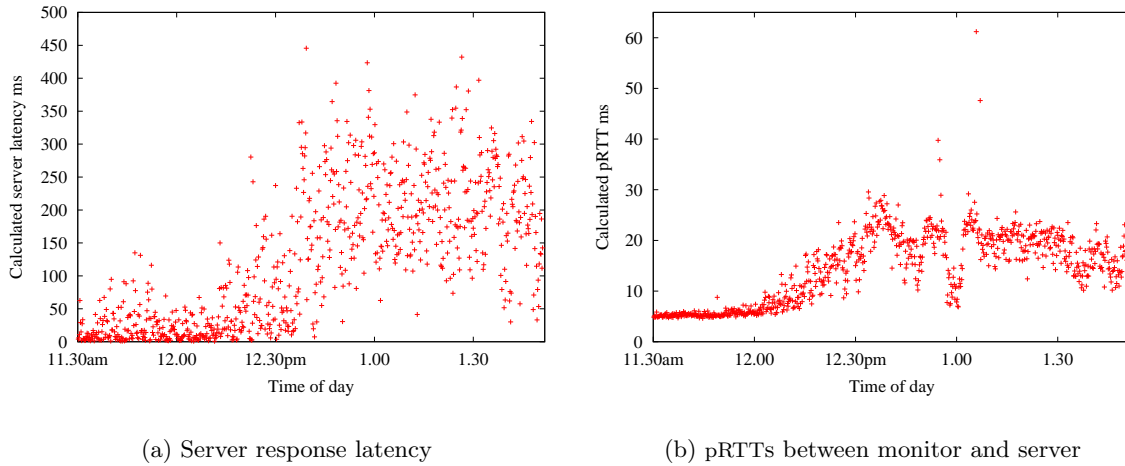 500
450
400
350
300
250
200
150
100
50
0
Calculated server latency ms
11.30am 12.00 12.30pm 1.00 1.30
Time of day
(a) Server response latency
60
50
40
30
20
10
0
Calculated pRTT ms
11.30am 12.00 12.30pm 1.00 1.30
Time of day
(b) pRTTs between monitor and server